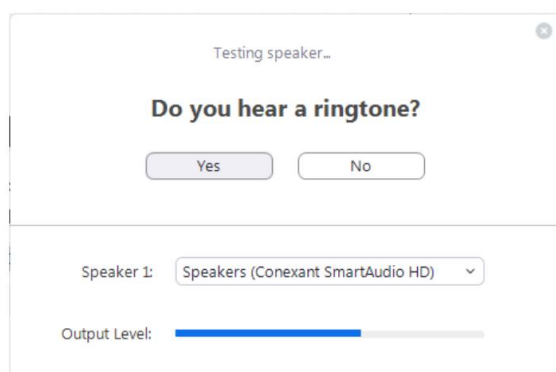 Testing speaker...
Do you hear a ringtone?
Yes No
Speaker 1: Speakers (Conexant SmartAudio HD)
Output Level: